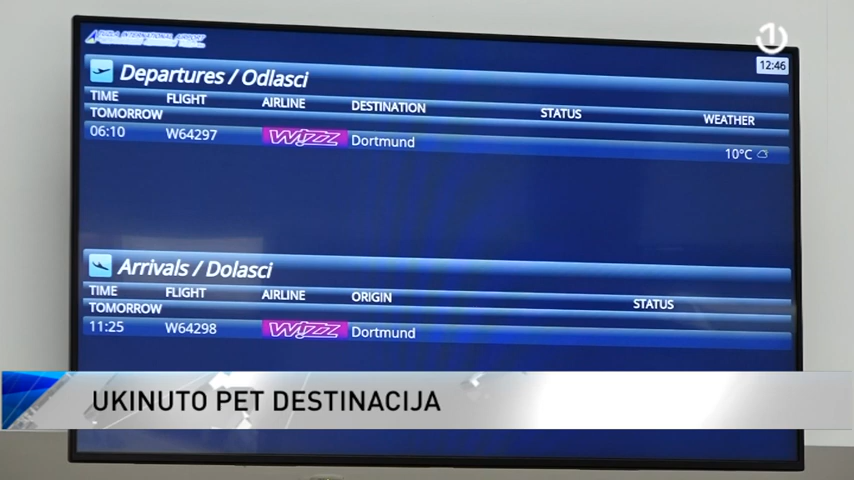 1
12:46
Departures / Odlasci
TIME FLIGHT AIRLINE DESTINATION STATUS WEATHER
TOMORROW
06:10 W64297 WIZZ Dortmund 10°C
Arrivals / Dolasci
TIME FLIGHT AIRLINE ORIGIN STATUS
TOMORROW
11:25 W64298 WIZZ Dortmund
UKINUTO PET DESTINACIJA